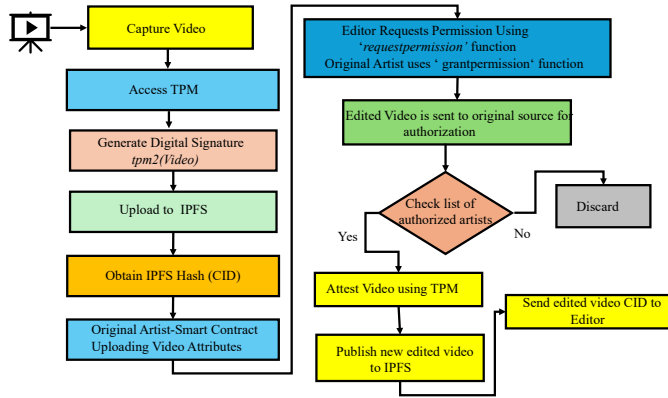 Capture Video
Access TPM
Generate Digital Signature
tpm2(Video)
Upload to IPFS
Obtain IPFS Hash (CID)
Original Artist-Smart Contract
Uploading Video Attributes
Editor Requests Permission Using
‘requestpermission’ function
Original Artist uses ‘ grantpermission‘ function
Edited Video is sent to original source for
authorization
Check list of
authorized artists
Yes
No
Discard
Attest Video using TPM
Publish new edited video
to IPFS
Send edited video CID to
Editor